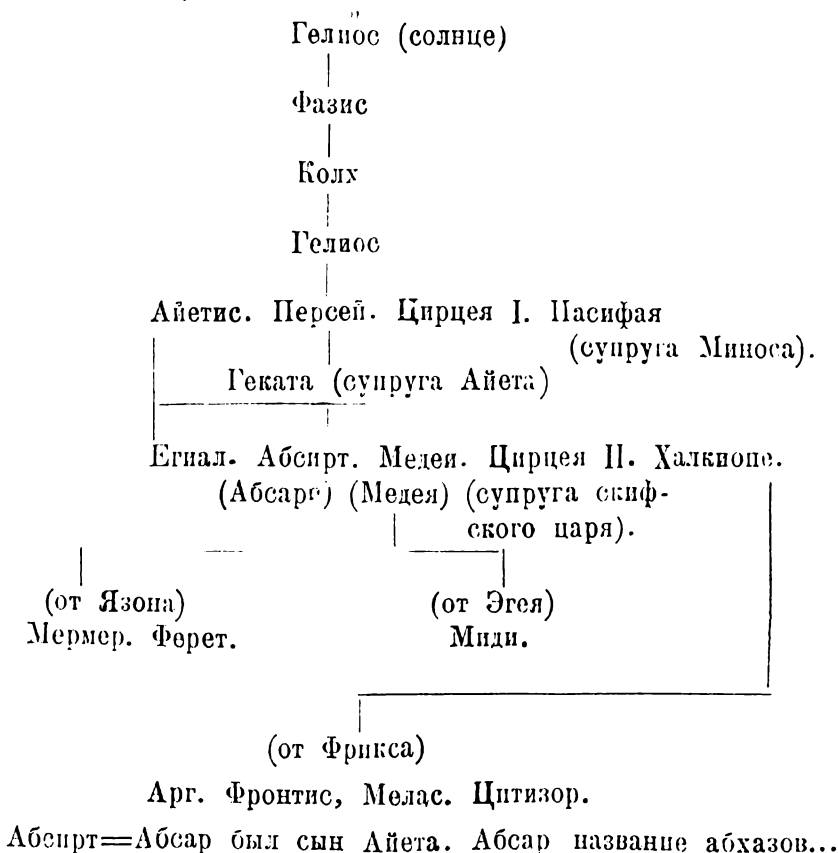 Гелиос (солнце)
Фазис
Колх
Гелиос
Айетис. Персей. Цирцея I. Пасифая
(супруга Миноса).
Геката (супруга Айета)
Егиал. Абсирт. Медеи. Цирцея II. Халкиопе.
(Абсарг) (Медея) (супруга скиф-
ского царя).
(от Язона) (от Эгея)
Мермер. Ферет. Миди.
(от Фрикса)
Арг. Фронтис, Мелас. Цитизор.
Абсирт=Абсар был сын Айета. Абсар название абхазов...